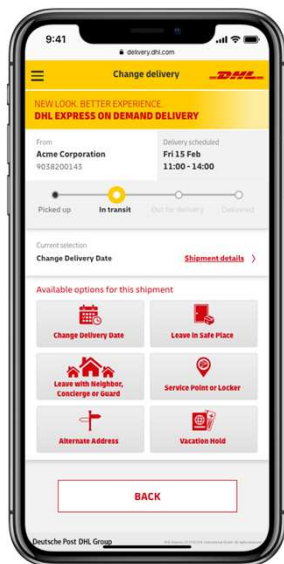 9:41
delivery.dhl.com
Change delivery
DHL
NEW LOOK. BETTER EXPERIENCE.
DHL EXPRESS ON DEMAND DELIVERY
From
Acme Corporation
9038200143
Delivery scheduled
Fri 15 Feb
11:00 - 14:00
Picked up
In transit
Out for delivery
Delivered
Current selection
Change Delivery Date
Shipment details
Available options for this shipment
Change Delivery Date
Leave in Safe Place
Leave with Neighbor,
Concierge or Guard
Service Point or Locker
Alternate Address
Vacation Hold
BACK
Deutsche Post DHL Group